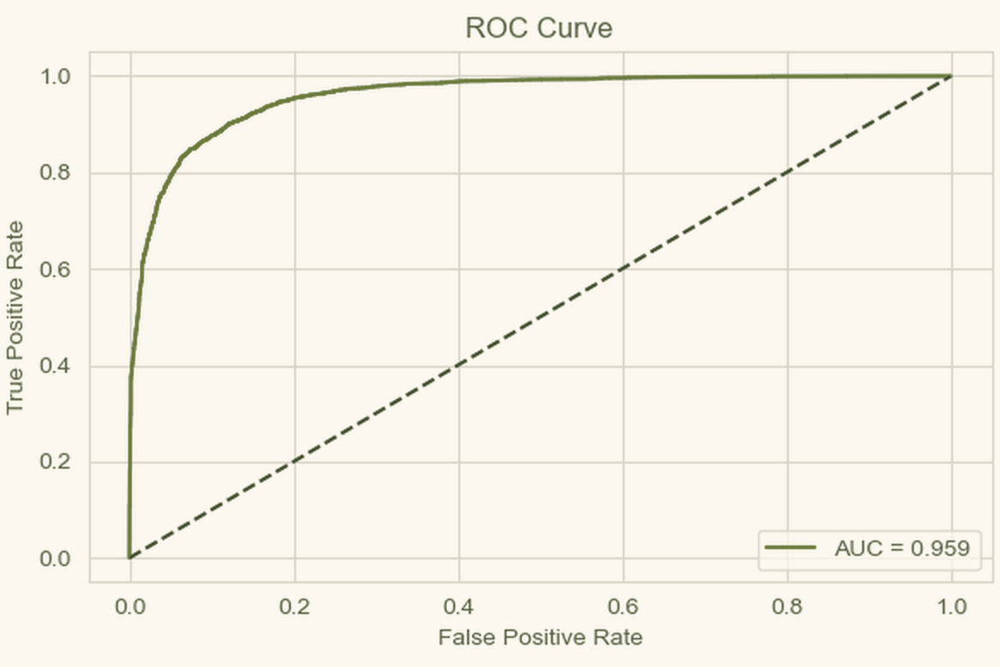 ROC Curve
1.0
0.8
0.6
0.4
0.2
0.0
True Positive Rate
AUC = 0.959
0.0 0.2 0.4 0.6 0.8 1.0
False Positive Rate